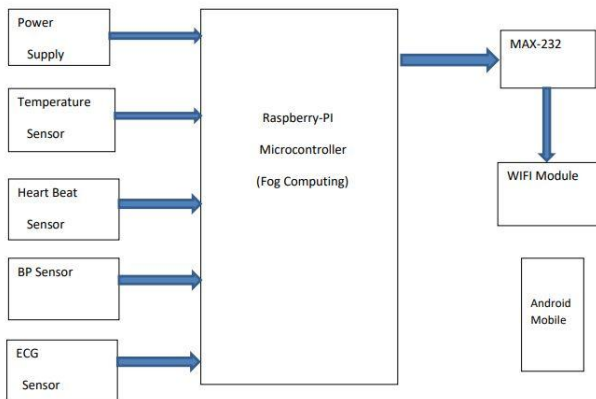 Power
Supply
Temperature
Sensor
Heart Beat
Sensor
BP Sensor
ECG
Sensor
Raspberry-PI
Microcontroller
(Fog Computing)
MAX-232
WIFI Module
Android
Mobile